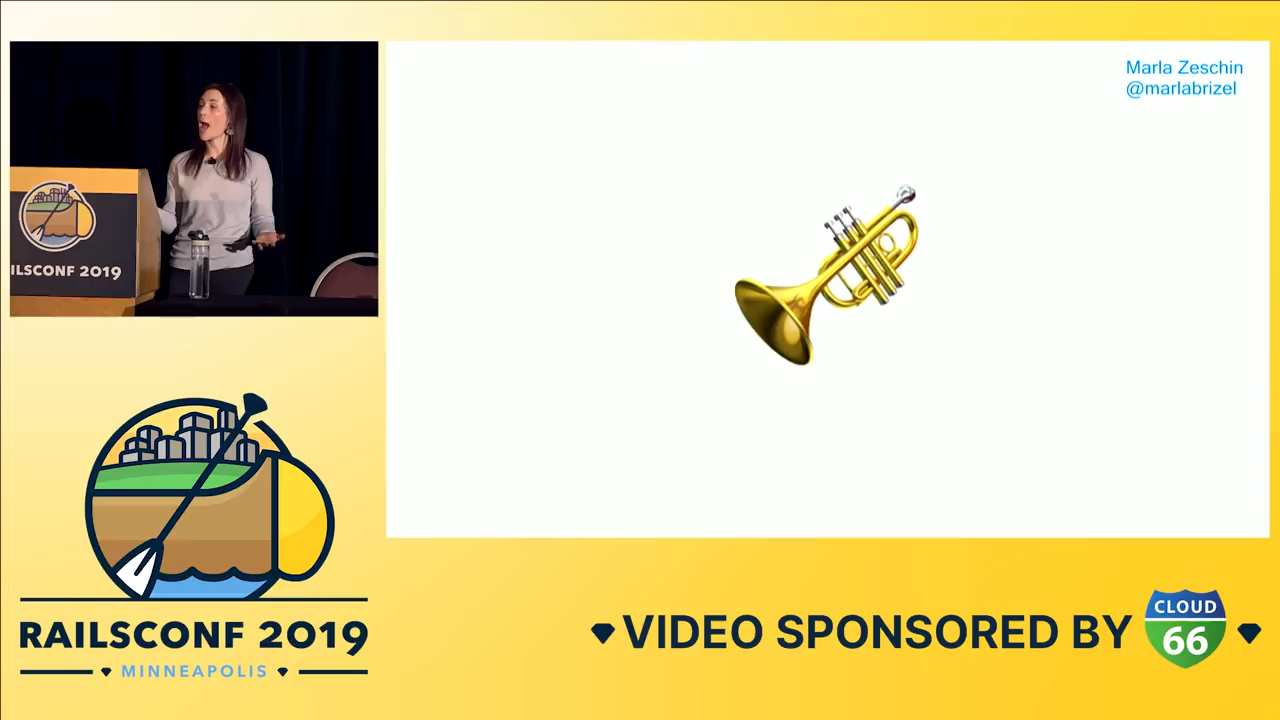 Marla Zeschin
@marlabrizel
ILSCONF 2019
RAILSCONF 2019
MINNEAPOLIS
VIDEO SPONSORED BY
CLOUD
66